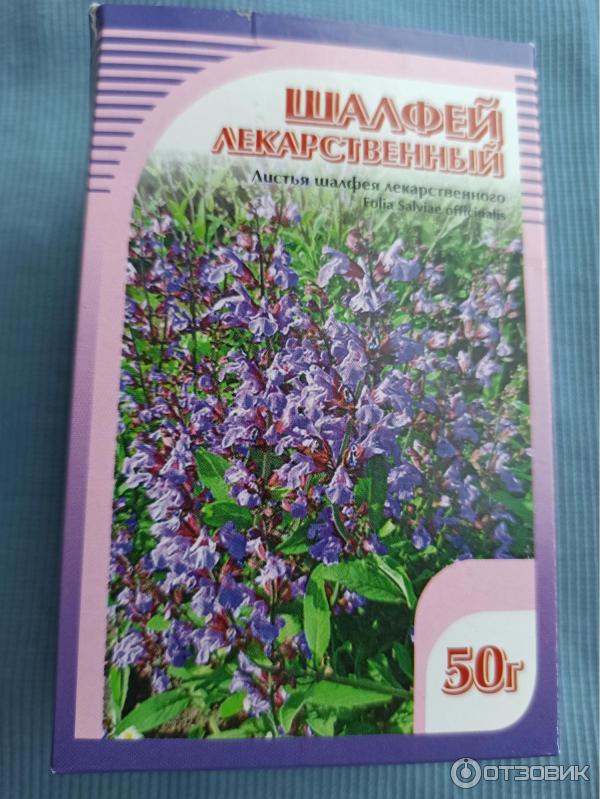 ШАЛФЕЙ
ЛЕКАРСТВЕННЫЙ
Листья шалфея лекарственного
Folia Salviae officinalis
50г
ОТЗОВИК